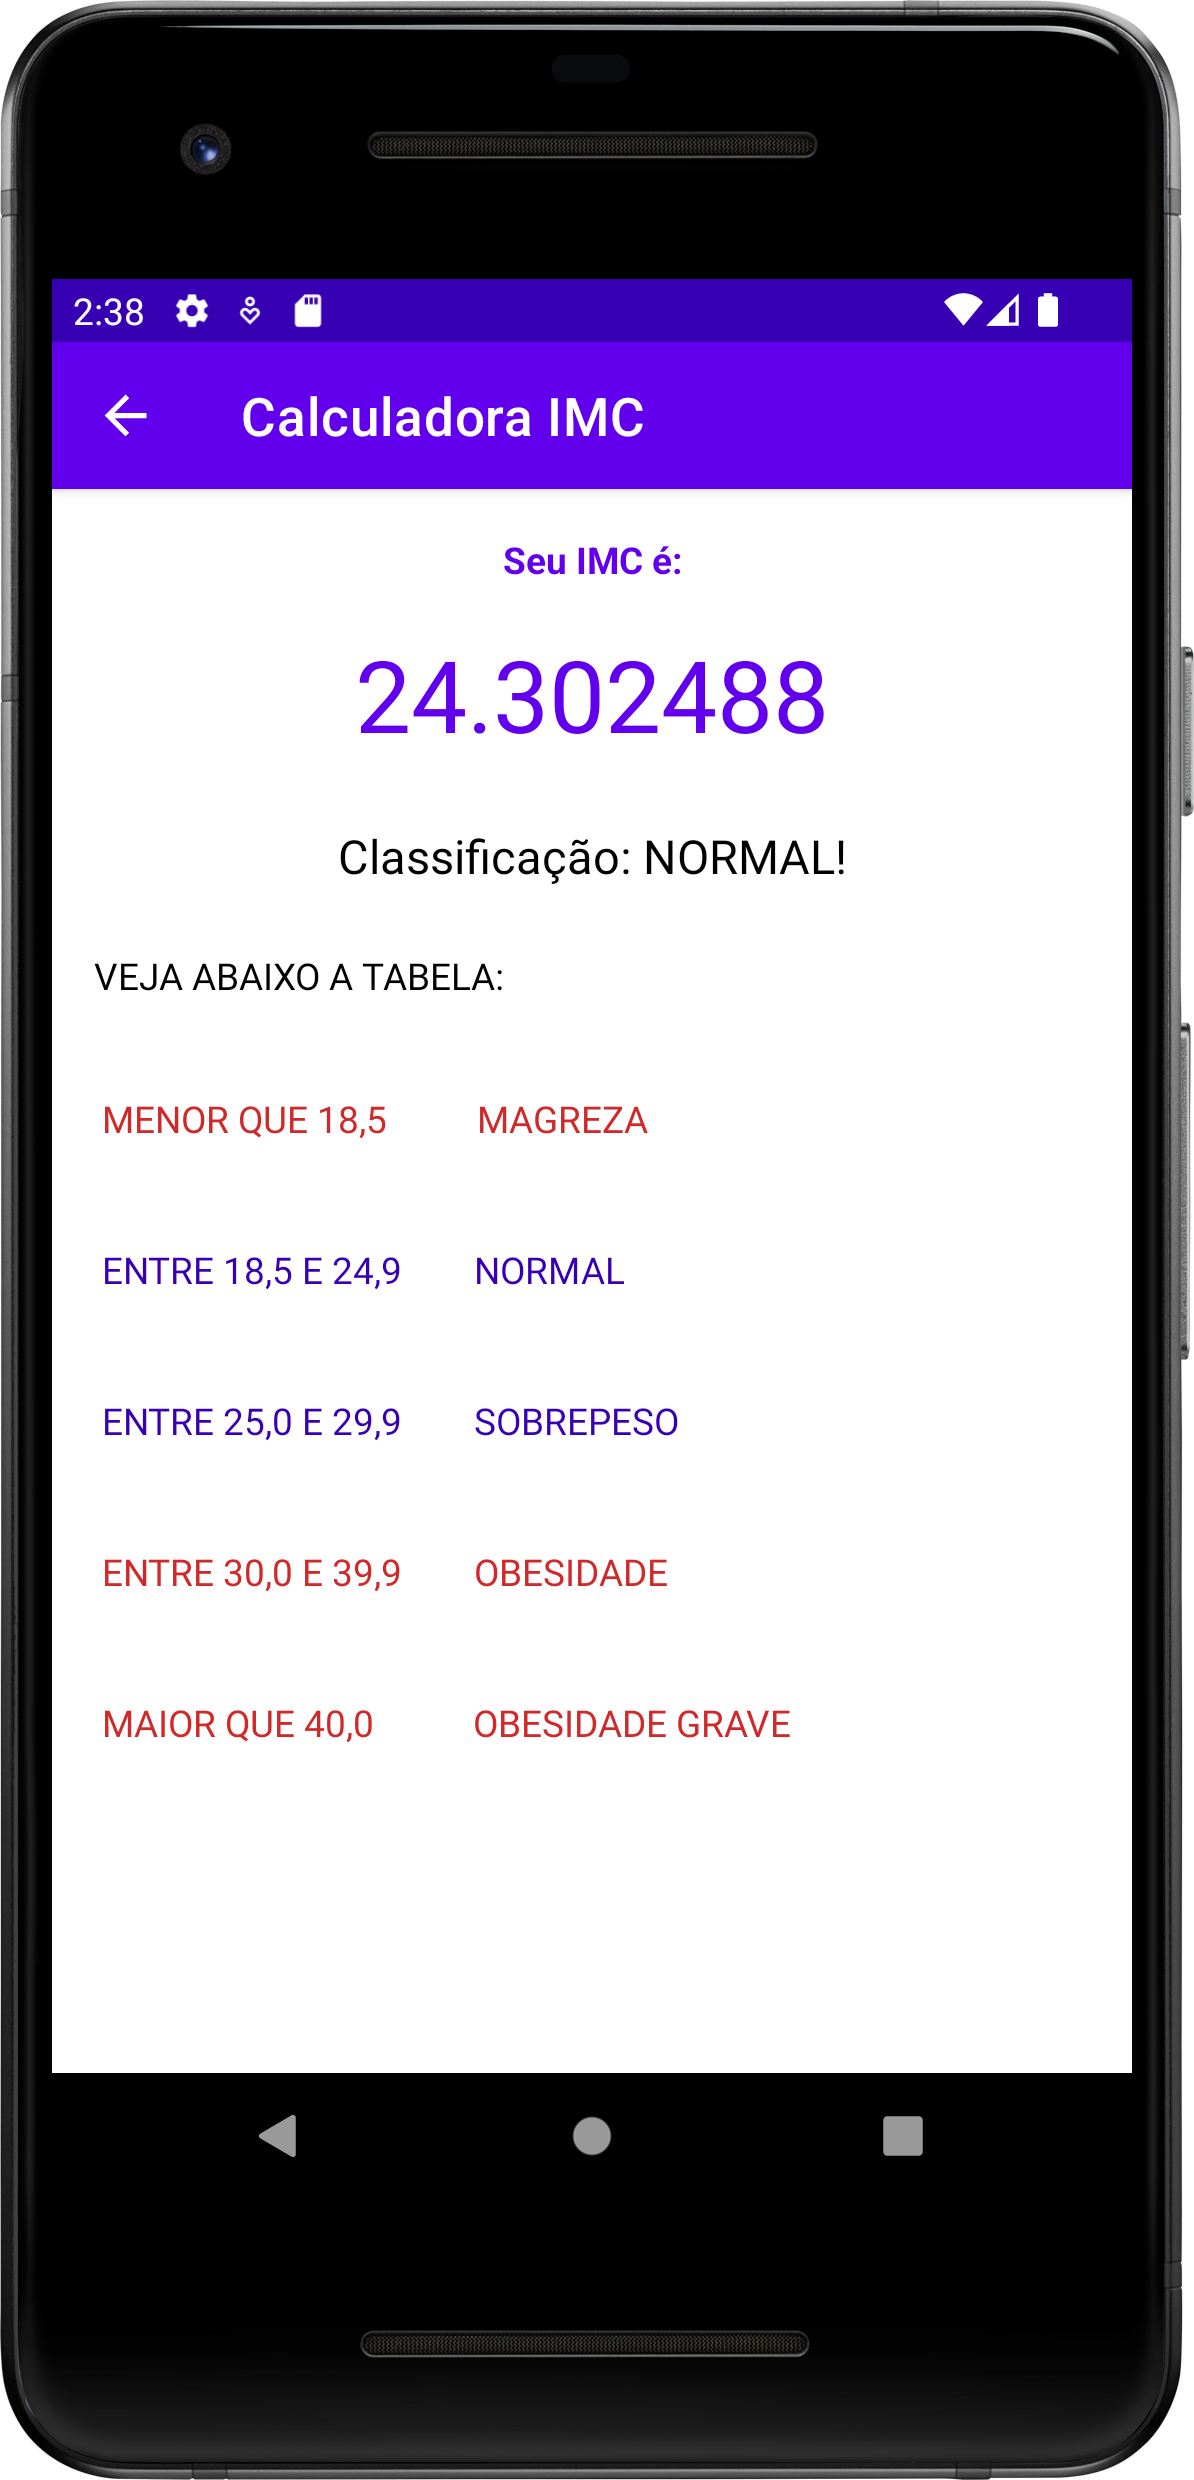 2:38
Calculadora IMC
Seu IMC é:
24.302488
Classificação: NORMAL!
VEJA ABAIXO A TABELA:
MENOR QUE 18,5 MAGREZA
ENTRE 18,5 E 24,9 NORMAL
ENTRE 25,0 E 29,9 SOBREPESO
ENTRE 30,0 E 39,9 OBESIDADE
MAIOR QUE 40,0 OBESIDADE GRAVE